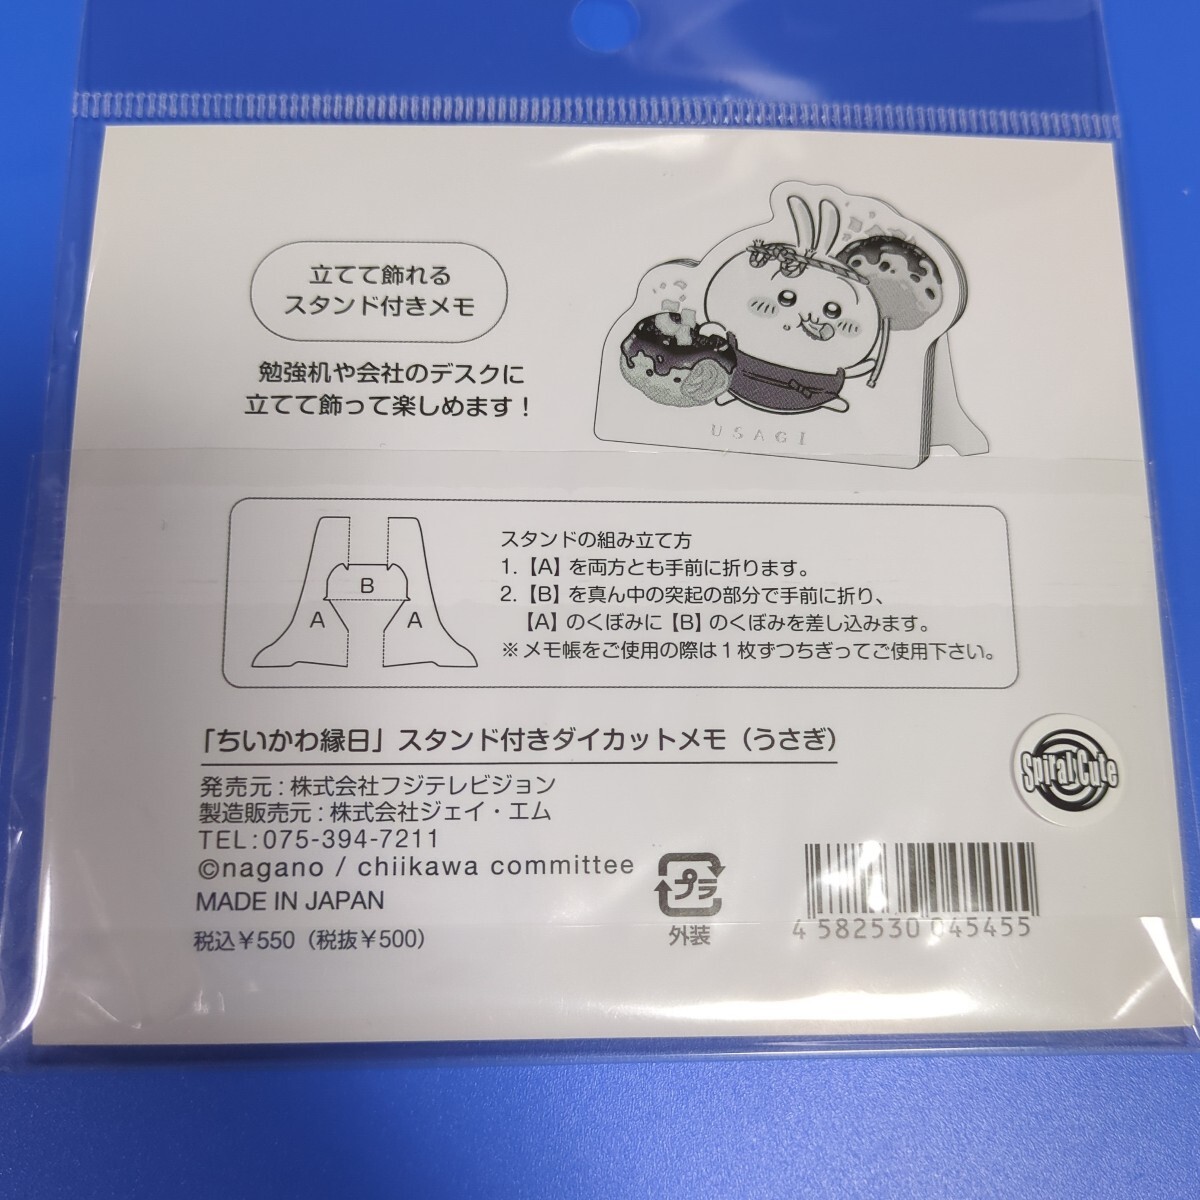 立てて飾れる
スタンド付きメモ
勉強机や会社のデスクに
立てて飾って楽しめます！
USAGI
A
B
A
スタンドの組み立て方
1.【A】を両方とも手前に折ります。
2.【B】を真ん中の突起の部分で手前に折り、
【A】のくぼみに【B】のくぼみを差し込みます。
※メモ帳をご使用の際は1枚ずつちぎってご使用下さい。
「ちいかわ縁日」スタンド付きダイカットメモ（うさぎ）
発売元：株式会社フジテレビジョン
製造販売元：株式会社ジェイ・エム
TEL:075-394-7211
©nagano / chiikawa committee
MADE IN JAPAN
税込￥550（税抜￥500）
プラ
外装
Spiral Cute
4 582530 045455